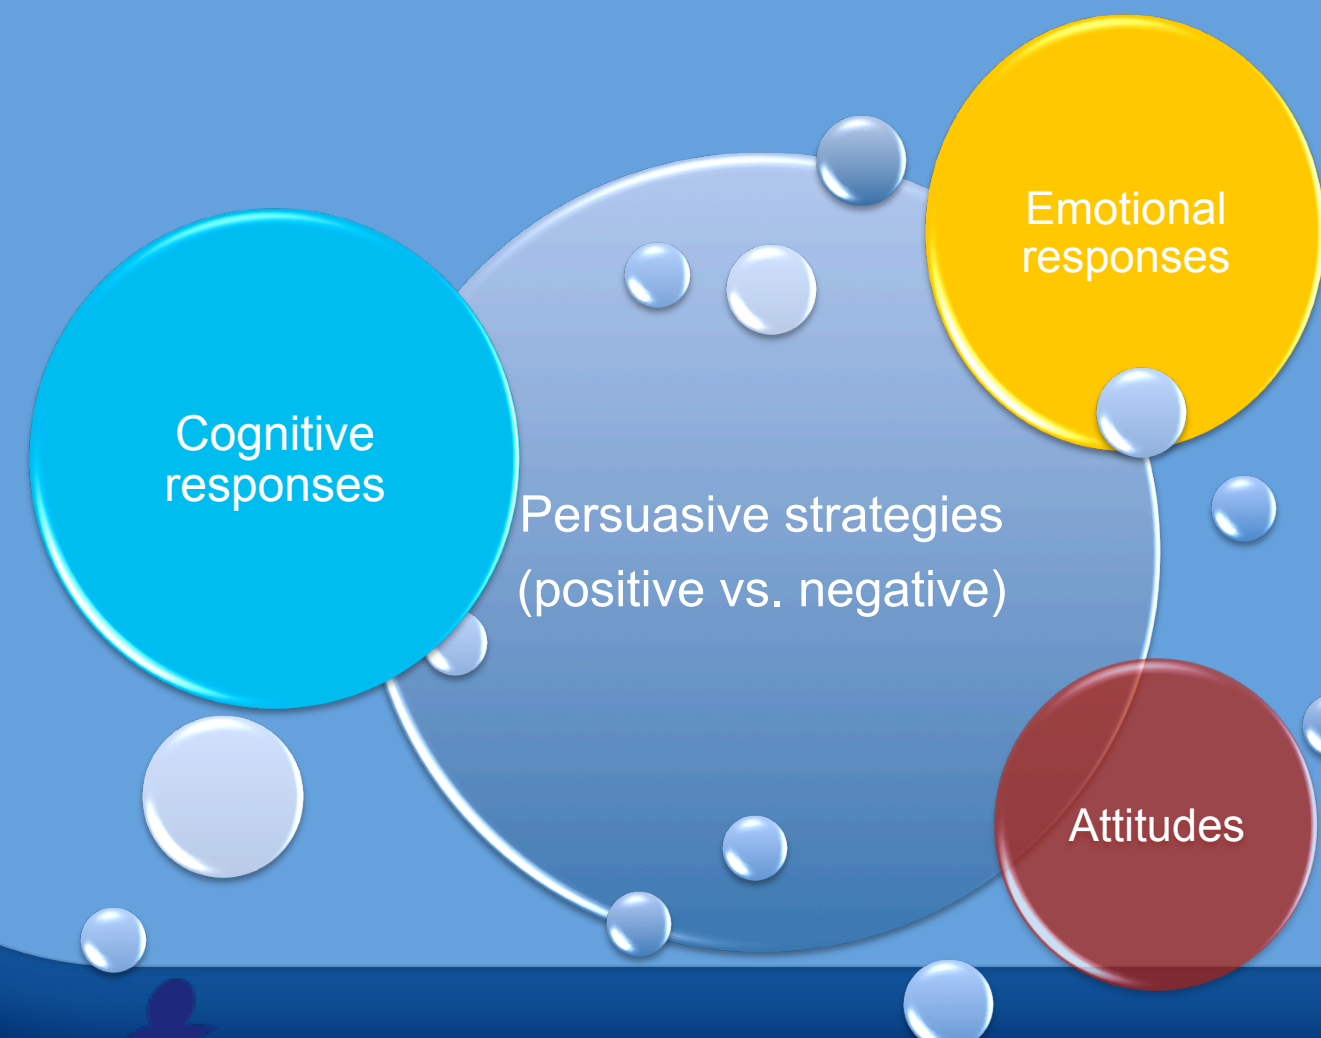 Emotional
responses
Cognitive
responses
Persuasive strategies
(positive vs. negative)
Attitudes